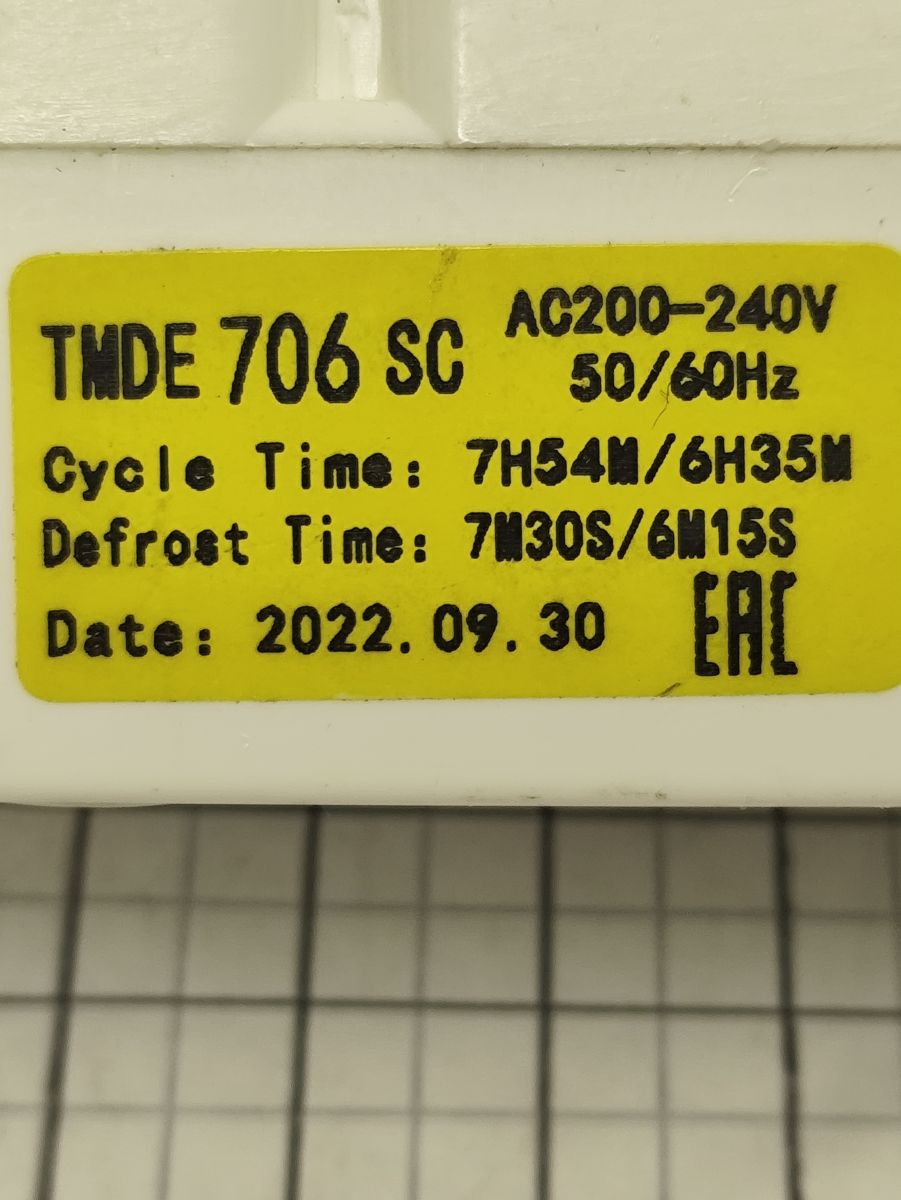 TMDE 706 SC AC200-240V
50/60Hz
Cycle Time: 7H54M/6H35M
Defrost Time: 7M30S/6M15S
Date: 2022.09.30 EAC